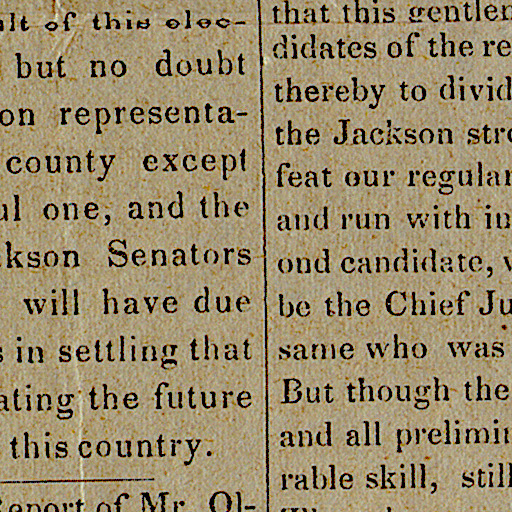 ult of this elec-
but no doubt
on representa-
county except
ul one, and the
ckson Senators
will have due
s in settling that
ating the future
this country.
Report of Mr. Ol-
that this gentlem
didates of the re
thereby to divid
the Jackson stro
feat our regular
and run with in
ond candidate, w
be the Chief Ju
same who was
But though the
and all prelimin
rable skill, still